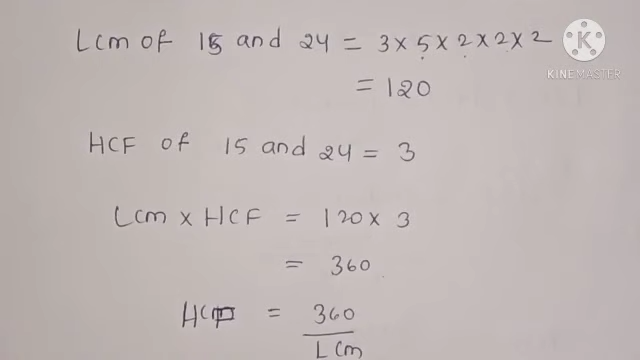 Lcm of 15 and 24 = 3 × 5 × 2 × 2 × 2
= 120
KINEMASTER
HCF of 15 and 24 = 3
Lcm × HCF = 120 × 3
= 360
HCF = 360
Lcm